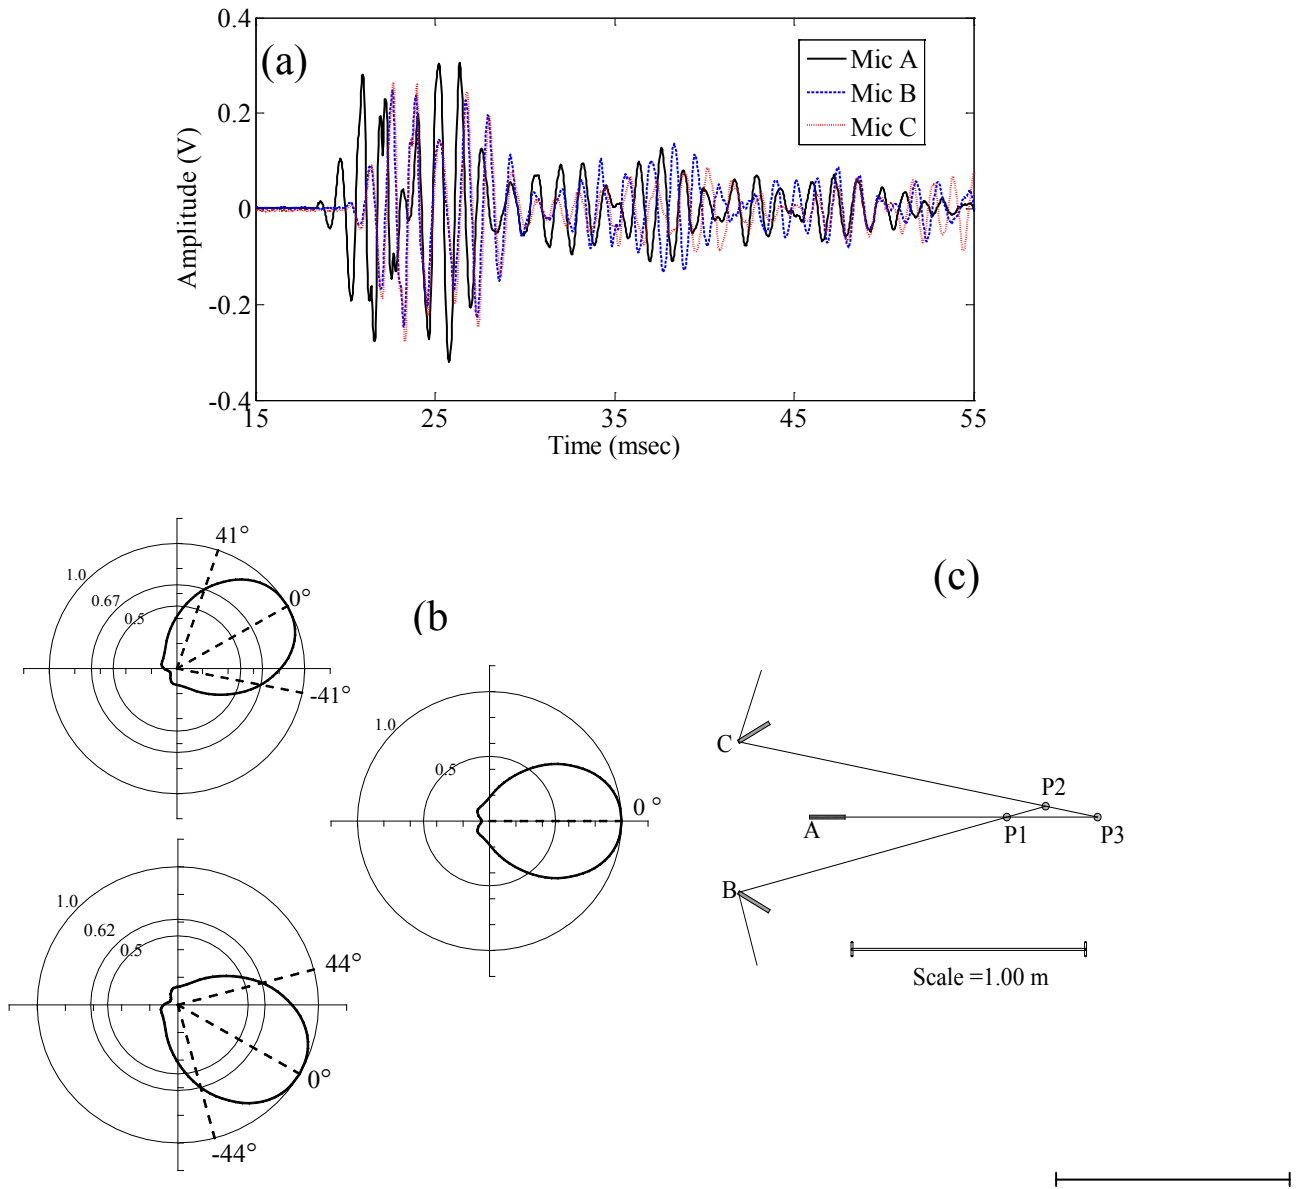 0.4
(a)
Mic A
Mic B
Mic C
0.2
0
-0.2
-0.4
Amplitude (V)
15 25 35 45 55
Time (msec)
41°
1.0
0.67
0.5
0°
-41°
(b
(c)
1.0
0.5
0 °
C
P2
A
P1
P3
B
Scale =1.00 m
1.0
0.62
0.5
44°
0°
-44°